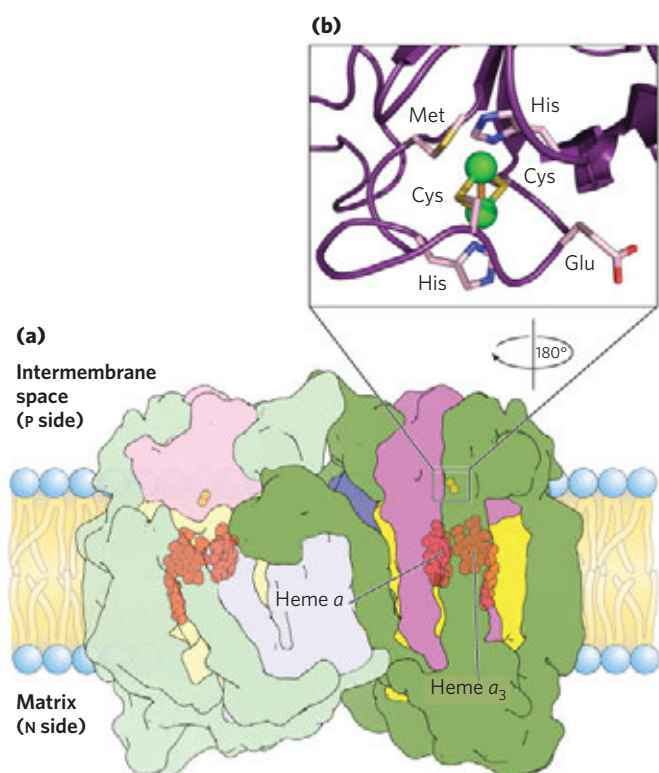 (b)
Met
His
Cys
Cys
His
Glu
180°
(a)
Intermembrane
space
(P side)
Heme a
Heme a₃
Matrix
(N side)